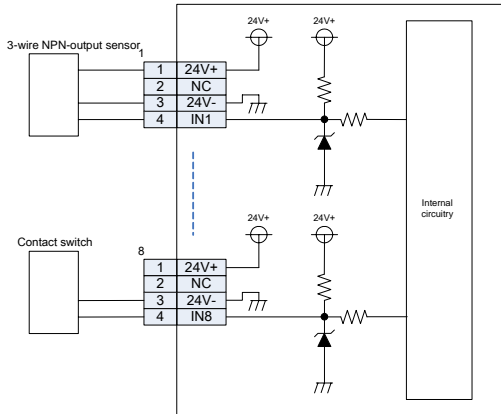 24V+ 24V+
3-wire NPN-output sensor
1
1 24V+
2 NC
3 24V-
4 IN1
Internal
circuitry
24V+ 24V+
Contact switch
8
1 24V+
2 NC
3 24V-
4 IN8